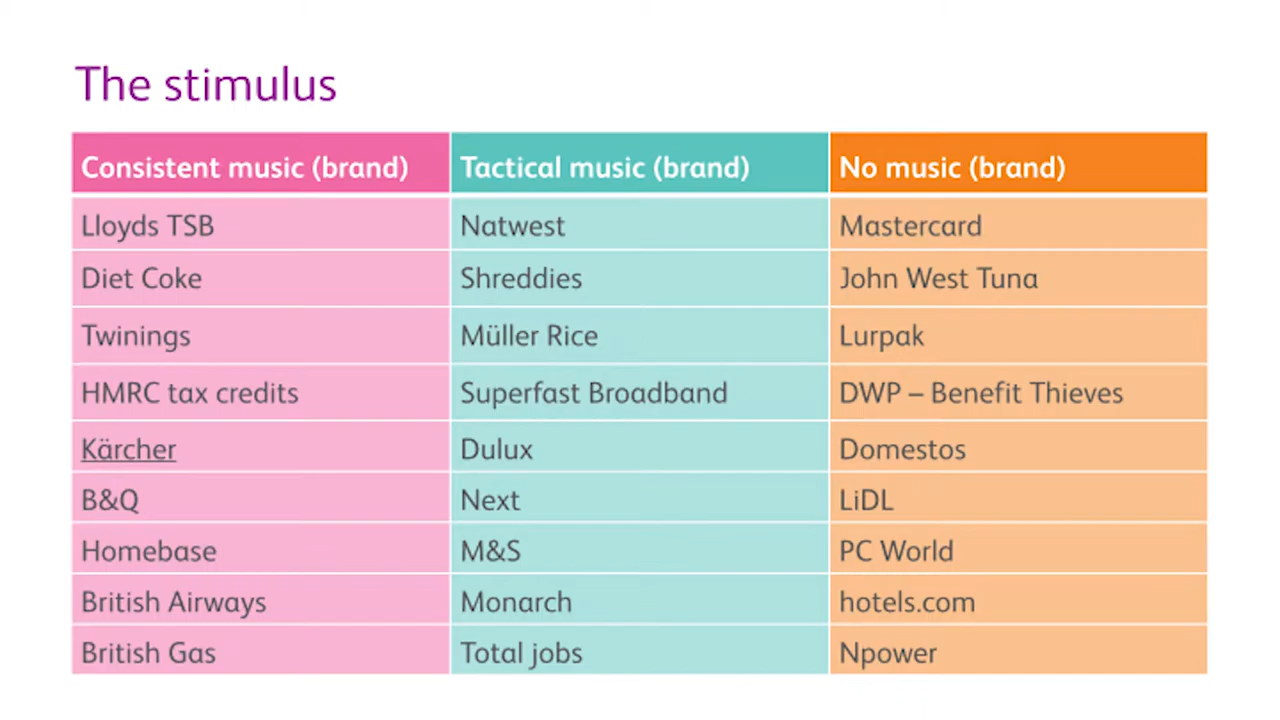 The stimulus
Consistent music (brand) Tactical music (brand) No music (brand)
Lloyds TSB Natwest Mastercard
Diet Coke Shreddies John West Tuna
Twinings Müller Rice Lurpak
HMRC tax credits Superfast Broadband DWP – Benefit Thieves
Kärcher Dulux Domestos
B&Q Next LiDL
Homebase M&S PC World
British Airways Monarch hotels.com
British Gas Total jobs Npower